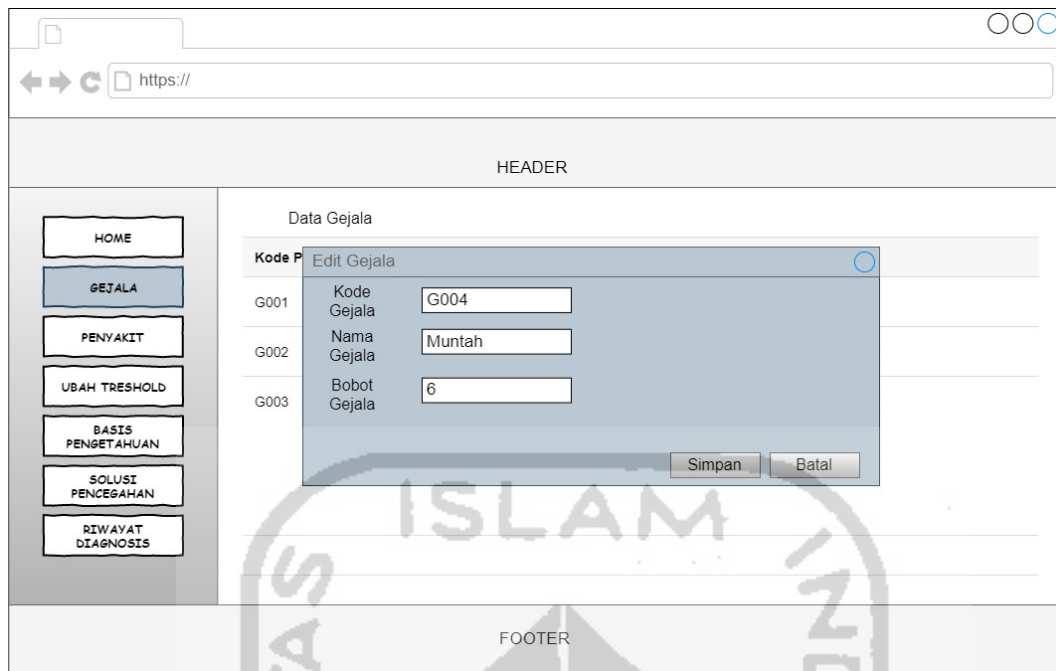 https://
HEADER
HOME
GEJALA
PENYAKIT
UBAH TRESHOLD
BASIS
PENGETAHUAN
SOLUSI
PENCEGAHAN
RIWAYAT
DIAGNOSIS
Data Gejala
Kode P
G001
G002
G003
Edit Gejala
Kode
Gejala
G004
Nama
Gejala
Muntah
Bobot
Gejala
6
Simpan
Batal
ISLAM
FOOTER